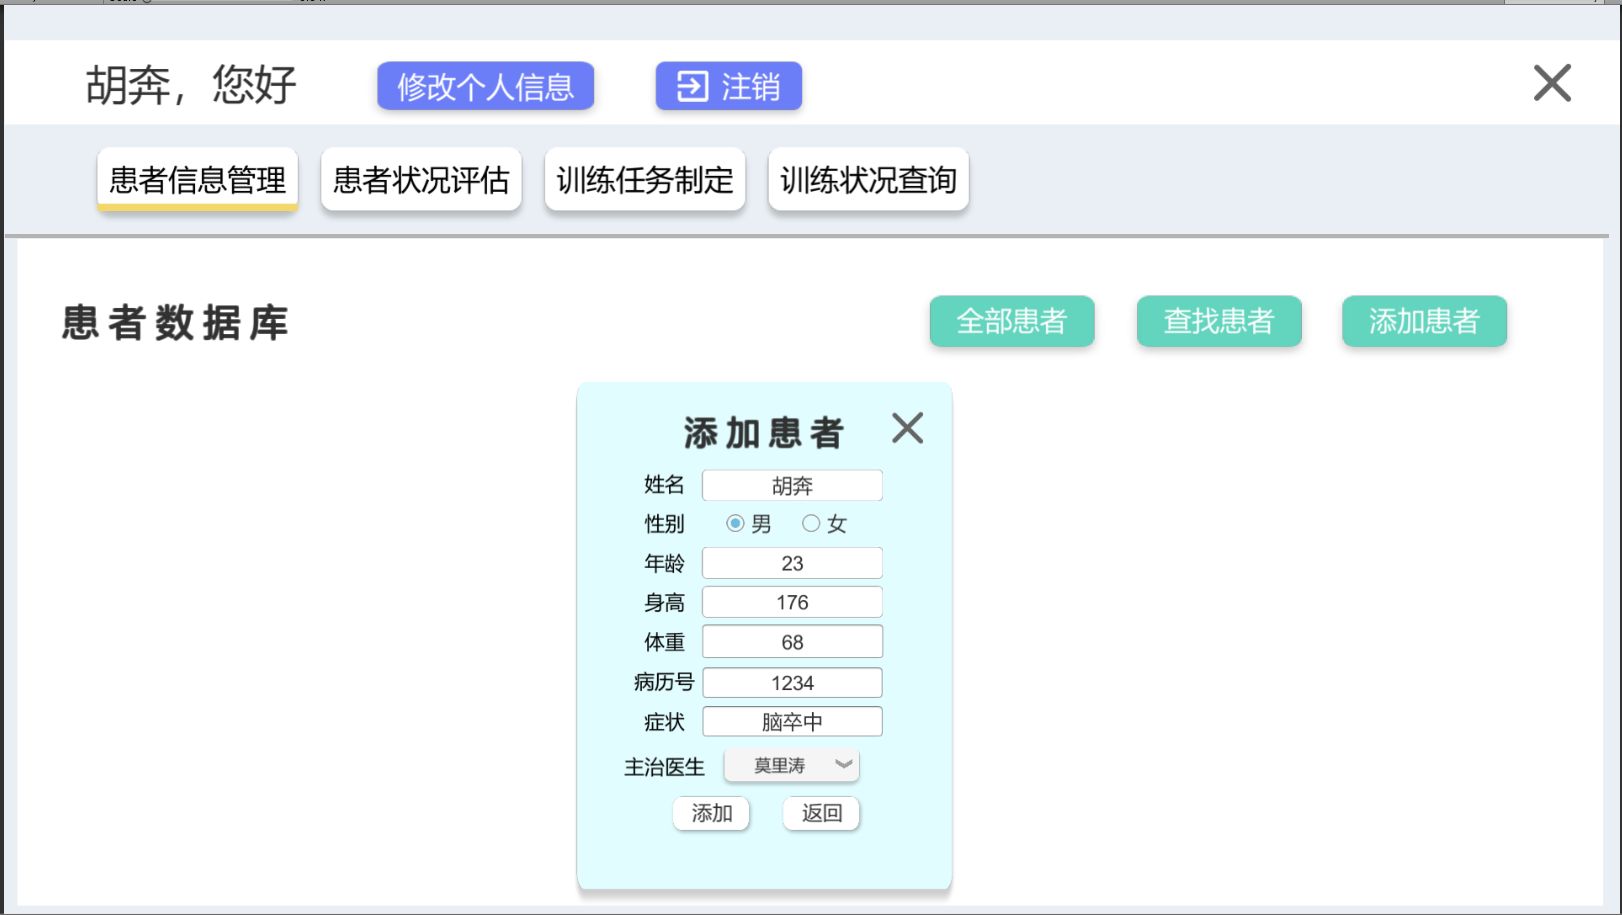 胡奔，您好
修改个人信息
注销
患者信息管理
患者状况评估
训练任务制定
训练状况查询
患者数据库
全部患者
查找患者
添加患者
添加患者
姓名 胡奔
性别 男 女
年龄 23
身高 176
体重 68
病历号 1234
症状 脑卒中
主治医生 莫里涛
添加 返回